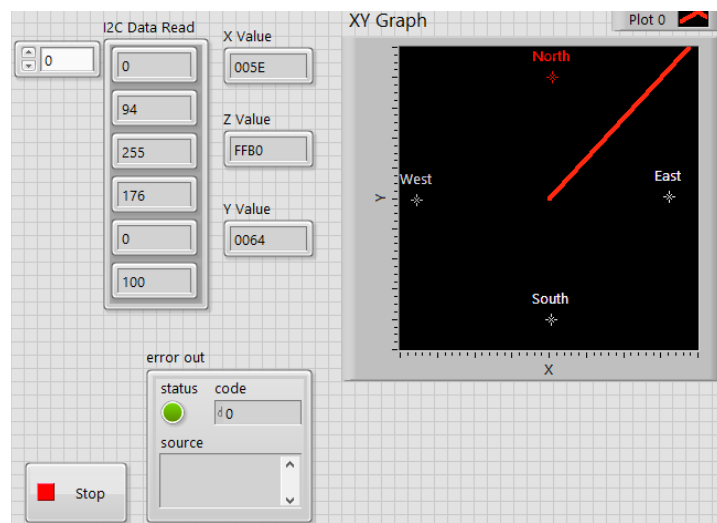 I2C Data Read
0
0
94
255
176
0
100
X Value
005E
Z Value
FFB0
Y Value
0064
XY Graph
Plot 0
North
West
East
South
Y
X
error out
status
code
d 0
source
Stop